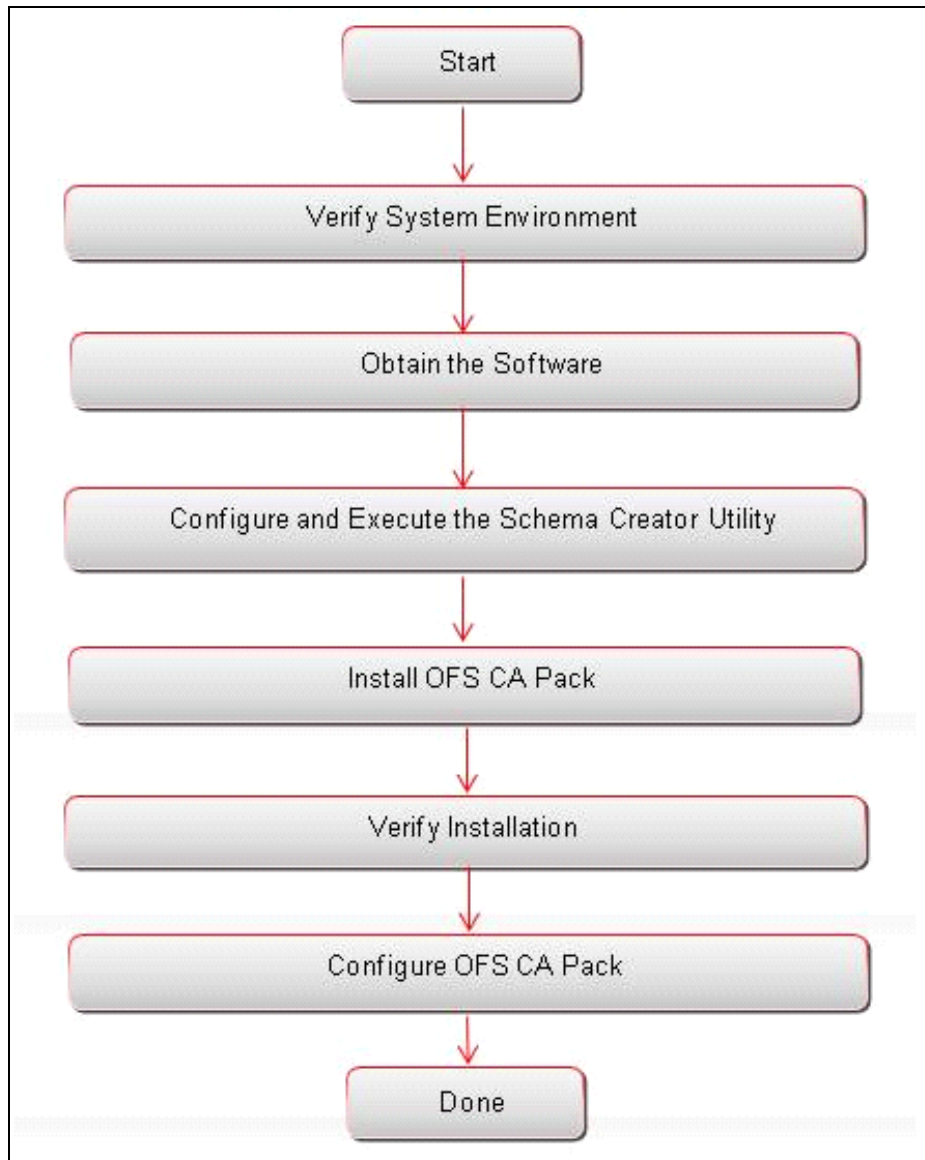 Start
Verify System Environment
Obtain the Software
Configure and Execute the Schema Creator Utility
Install OFS CA Pack
Verify Installation
Configure OFS CA Pack
Done